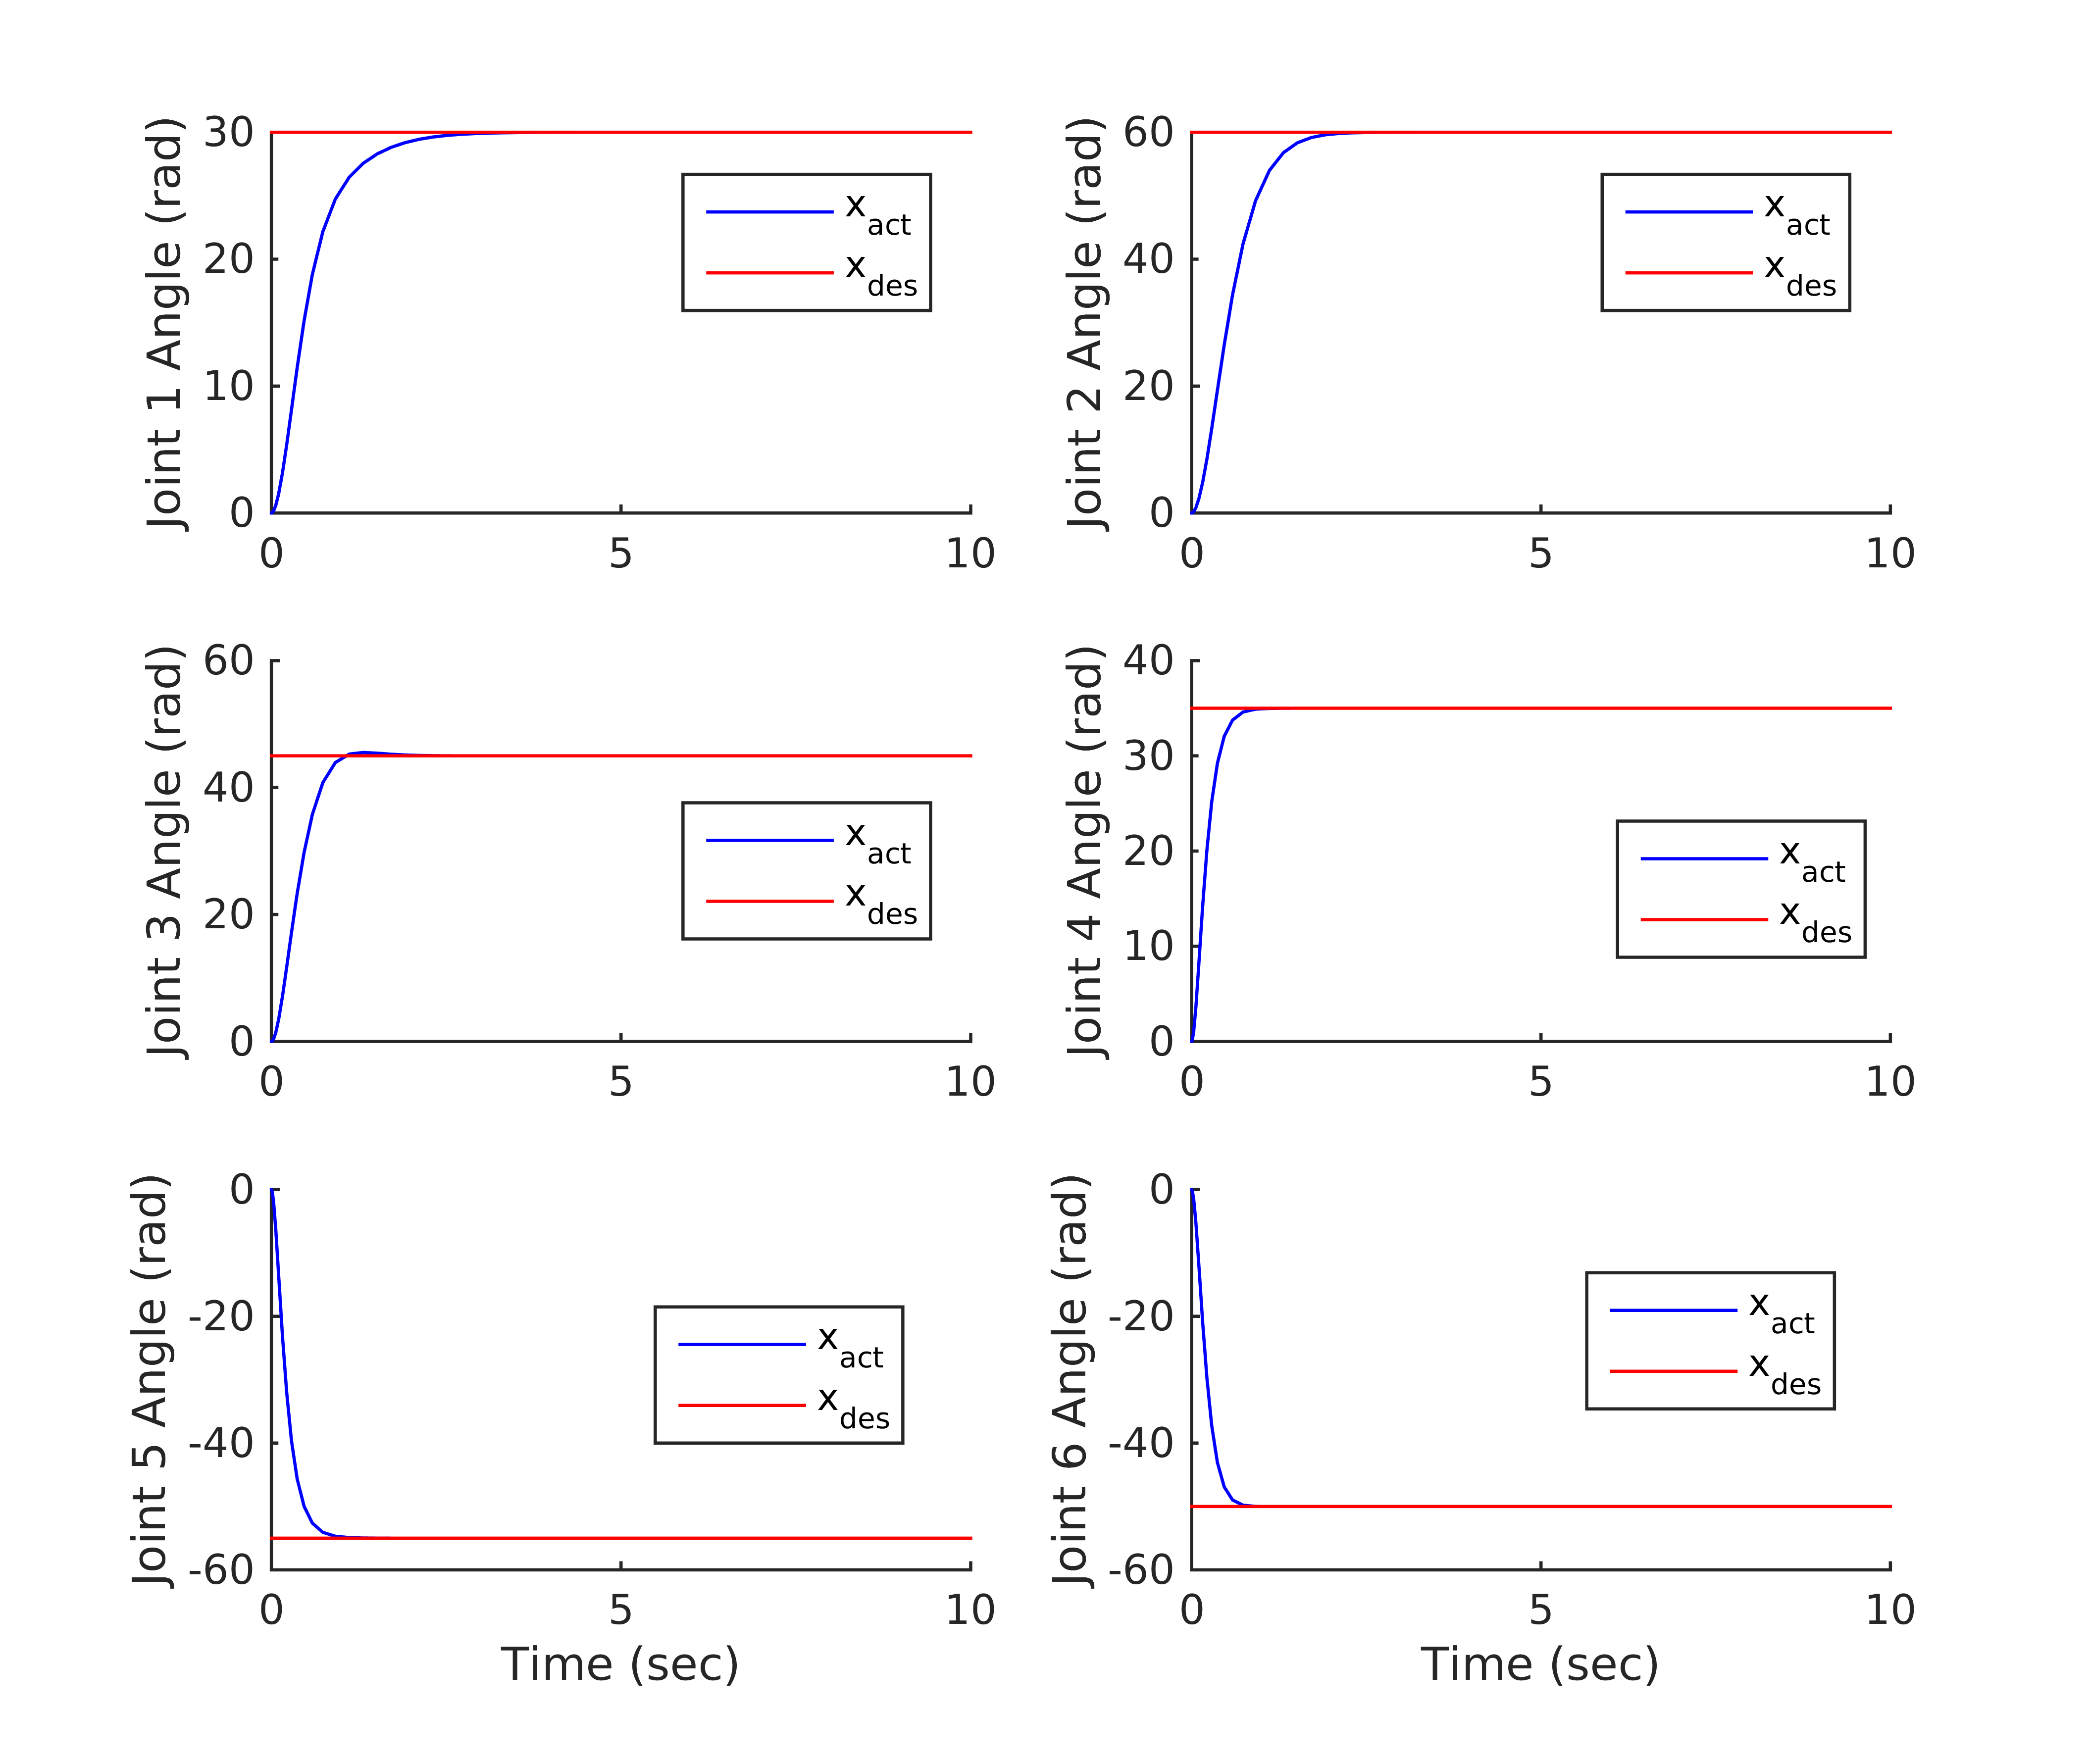 Joint 1 Angle (rad)
30
20
10
0
0 5 10
x_act
x_des
Joint 2 Angle (rad)
60
40
20
0
0 5 10
x_act
x_des
Joint 3 Angle (rad)
60
40
20
0
0 5 10
x_act
x_des
Joint 4 Angle (rad)
40
30
20
10
0
0 5 10
x_act
x_des
Joint 5 Angle (rad)
0
-20
-40
-60
0 5 10
Time (sec)
x_act
x_des
Joint 6 Angle (rad)
0
-20
-40
-60
0 5 10
Time (sec)
x_act
x_des